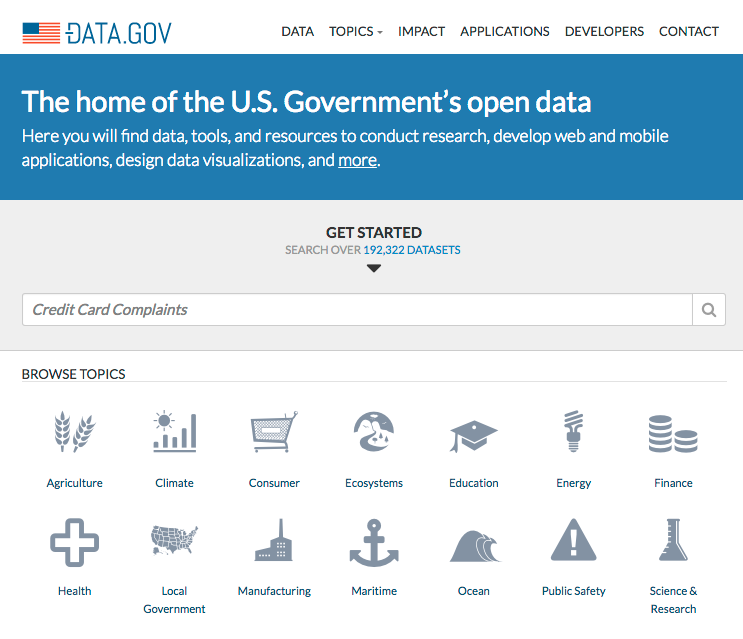 DATA.GOV
DATA TOPICS IMPACT APPLICATIONS DEVELOPERS CONTACT
The home of the U.S. Government's open data
Here you will find data, tools, and resources to conduct research, develop web and mobile
applications, design data visualizations, and more.
GET STARTED
SEARCH OVER 192,322 DATASETS
Credit Card Complaints
BROWSE TOPICS
Agriculture Climate Consumer Ecosystems Education Energy Finance
Health Local Manufacturing Maritime Ocean Public Safety Science &
Government Research